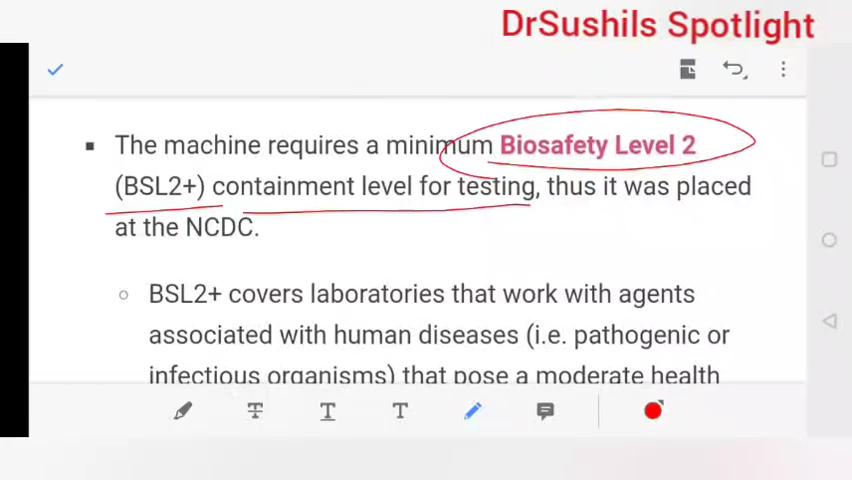 DrSushils Spotlight
▪ The machine requires a minimum Biosafety Level 2
(BSL2+) containment level for testing, thus it was placed
at the NCDC.
○ BSL2+ covers laboratories that work with agents
associated with human diseases (i.e. pathogenic or
infectious organisms) that pose a moderate health
T T T